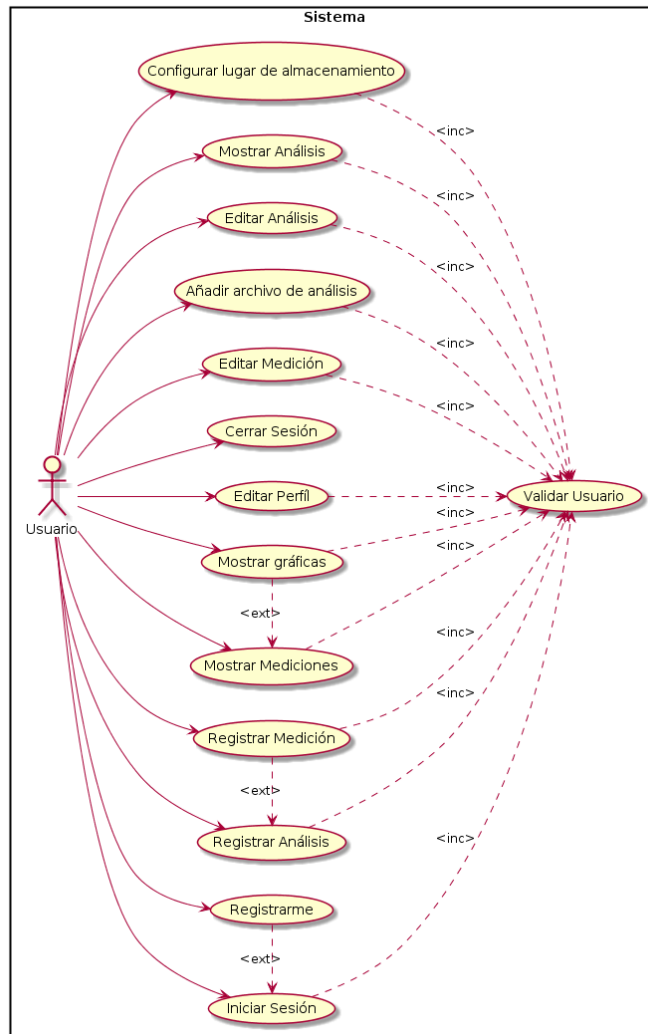 Sistema
Configurar lugar de almacenamiento
<inc>
Mostrar Análisis
<inc>
Editar Análisis
<inc>
Añadir archivo de análisis
<inc>
Editar Medición
<inc>
Cerrar Sesión
Usuario
Editar Perfíl
<inc>
Validar Usuario
<inc>
Mostrar gráficas
<inc>
<ext>
Mostrar Mediciones
<inc>
Registrar Medición
<inc>
<ext>
Registrar Análisis
Registrarme
<inc>
<ext>
Iniciar Sesión